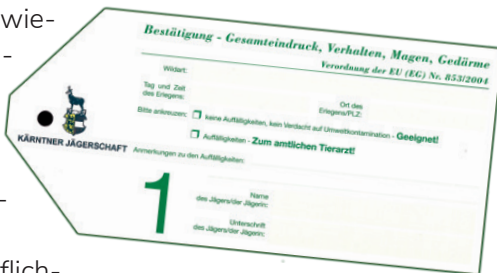 wie-
-
-
flich-
Bestätigung - Gesamteindruck, Verhalten, Magen, Gedärme
Verordnung der EU (EG) Nr. 853/2004
Wildart:
Tag und Zeit
des Erlegens:
Ort des
Erlegens/PLZ:
Bitte ankreuzen: keine Auffälligkeiten, kein Verdacht auf Umweltkontamination - Geeignet!
Auffälligkeiten - Zum amtlichen Tierarzt!
KÄRNTNER JÄGERSCHAFT
Anmerkungen zu den Auffälligkeiten:
1
Name
des Jägers/der Jägerin:
Unterschrift
des Jägers/der Jägerin: